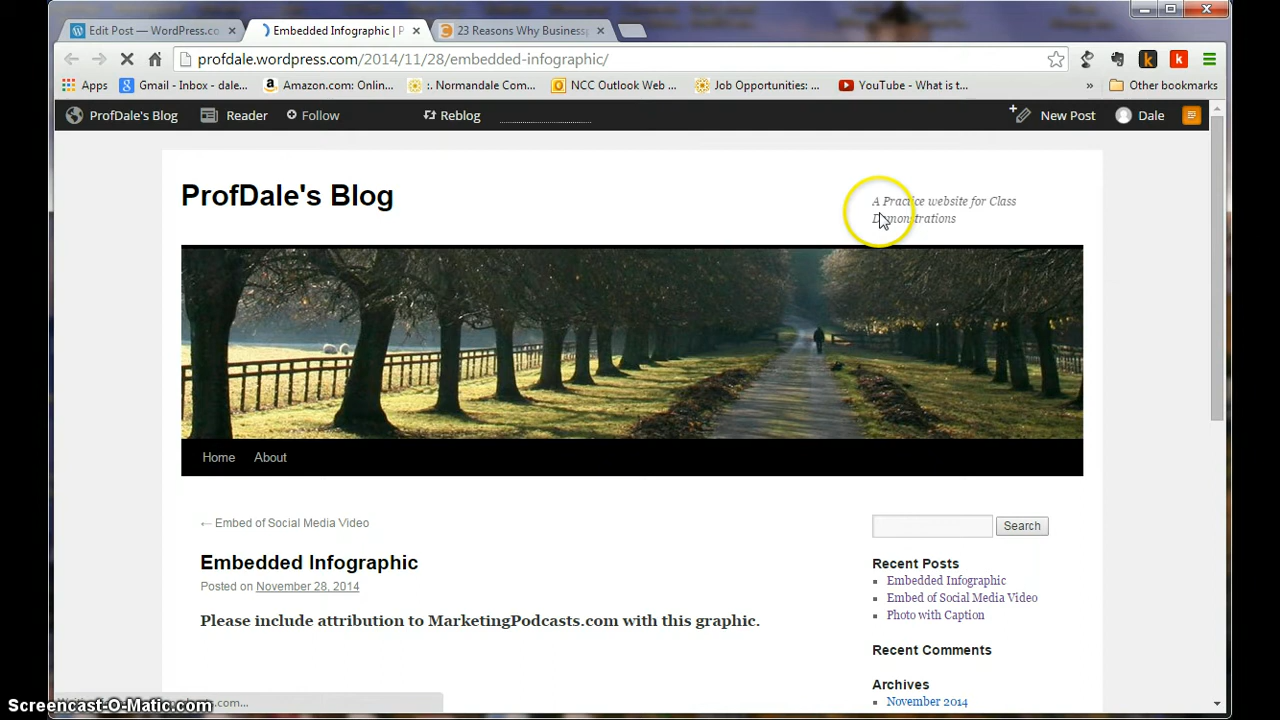 Edit Post — WordPress.co
Embedded Infographic | P
23 Reasons Why Business
profdale.wordpress.com/2014/11/28/embedded-infographic/
Apps
Gmail - Inbox - dale...
Amazon.com: Onlin...
:. Normandale Com...
NCC Outlook Web ...
Job Opportunities: ...
YouTube - What is t...
»
Other bookmarks
ProfDale's Blog
Reader
Follow
Reblog
New Post
Dale
ProfDale's Blog
A Practice website for Class
Demonstrations
Home
About
← Embed of Social Media Video
Search
Embedded Infographic
Posted on November 28, 2014
Please include attribution to MarketingPodcasts.com with this graphic.
Recent Posts
Embedded Infographic
Embed of Social Media Video
Photo with Caption
Recent Comments
Archives
November 2014
Screencast-O-Matic.com